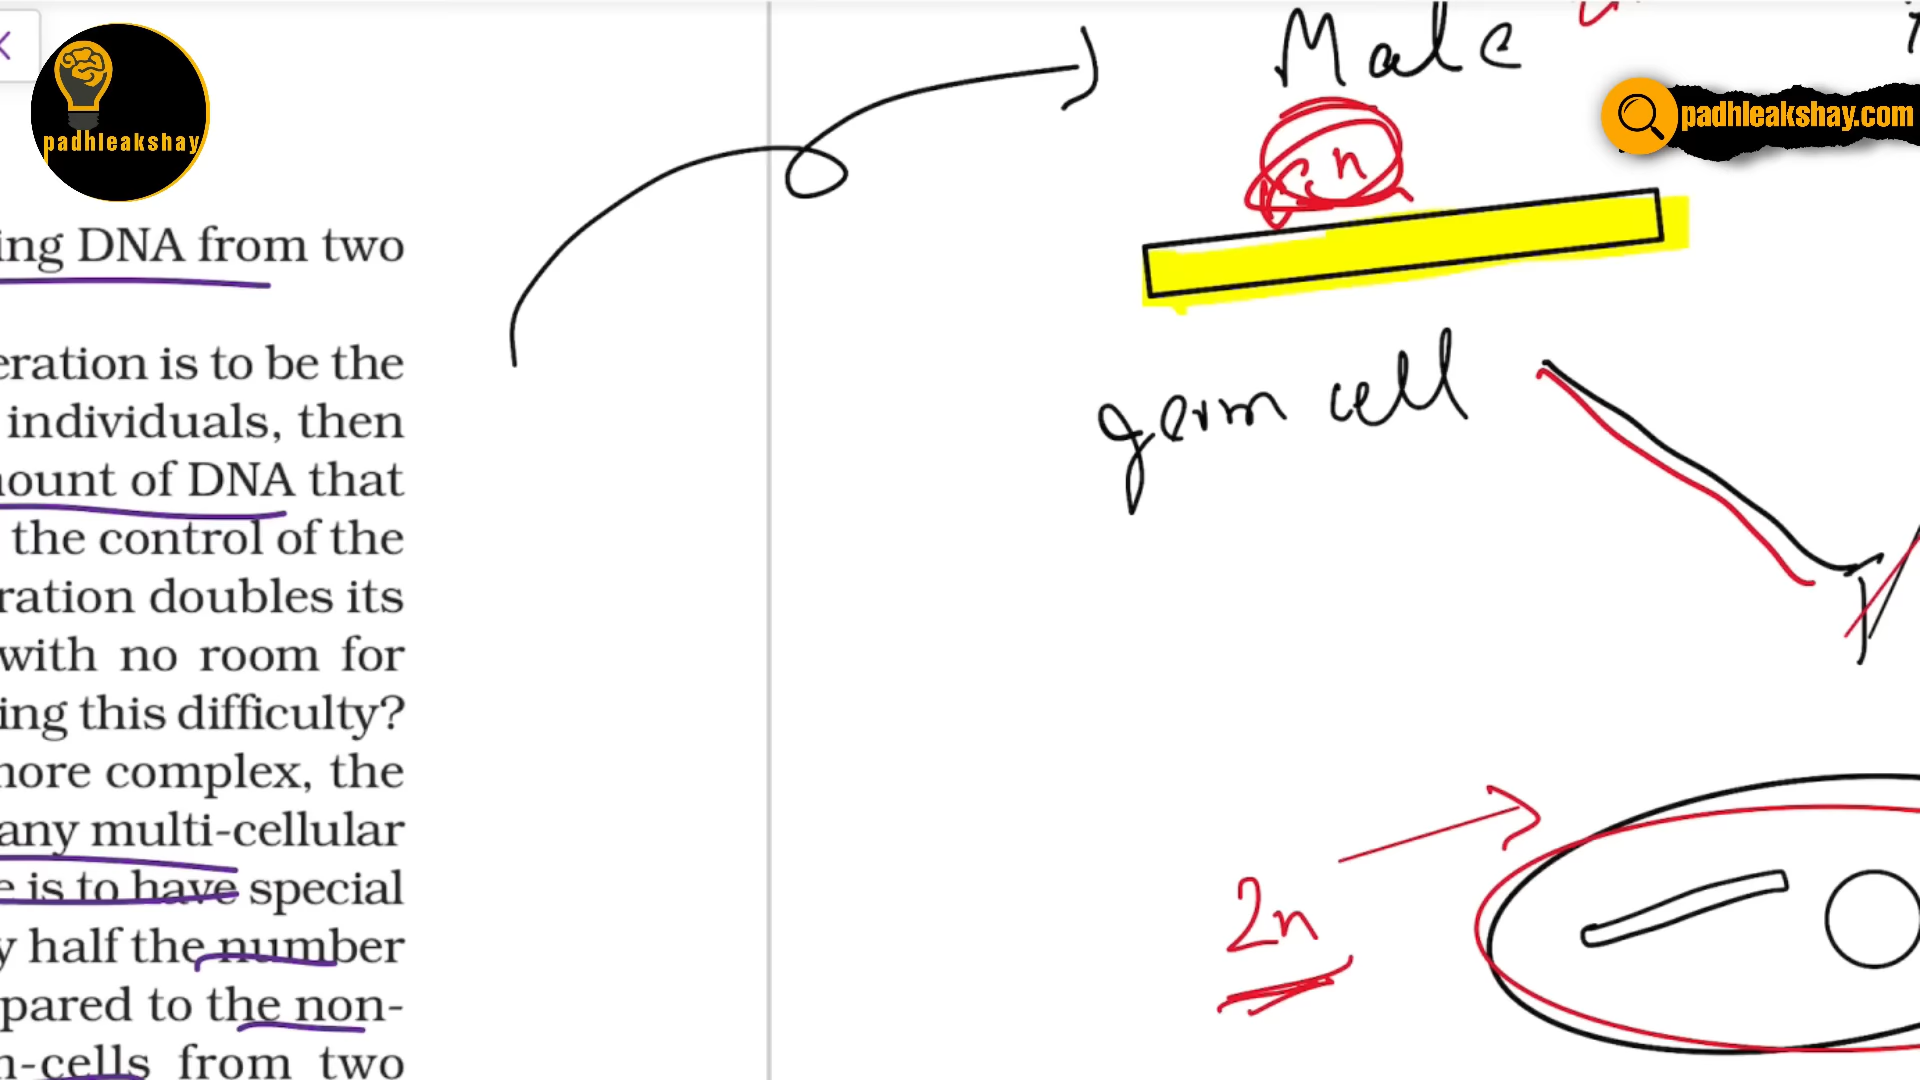 padhleakshay
ing DNA from two
eration is to be the
individuals, then
nount of DNA that
the control of the
ration doubles its
with no room for
ing this difficulty?
nore complex, the
any multi-cellular
e is to have special
y half the number
pared to the non-
n-cells from two
Male
padhleakshay.com
n
germ cell
2n